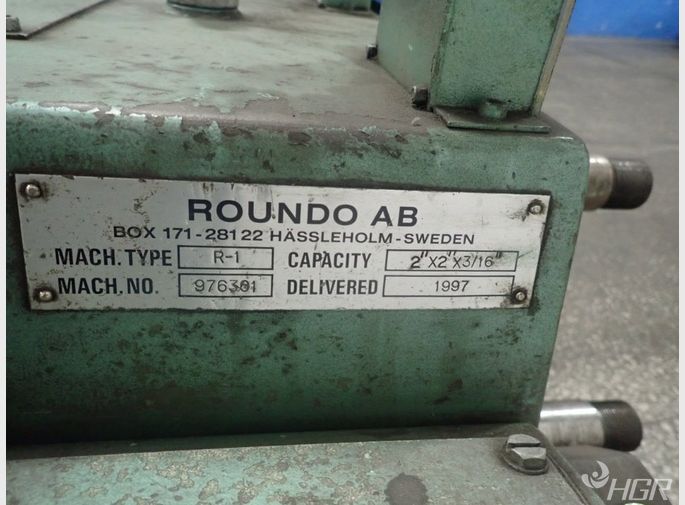 ROUNDO AB
BOX 171-28122 HÄSSLEHOLM-SWEDEN
MACH. TYPE R-1 CAPACITY 2"x2"x3/16"
MACH. NO. 976301 DELIVERED 1997
HGR